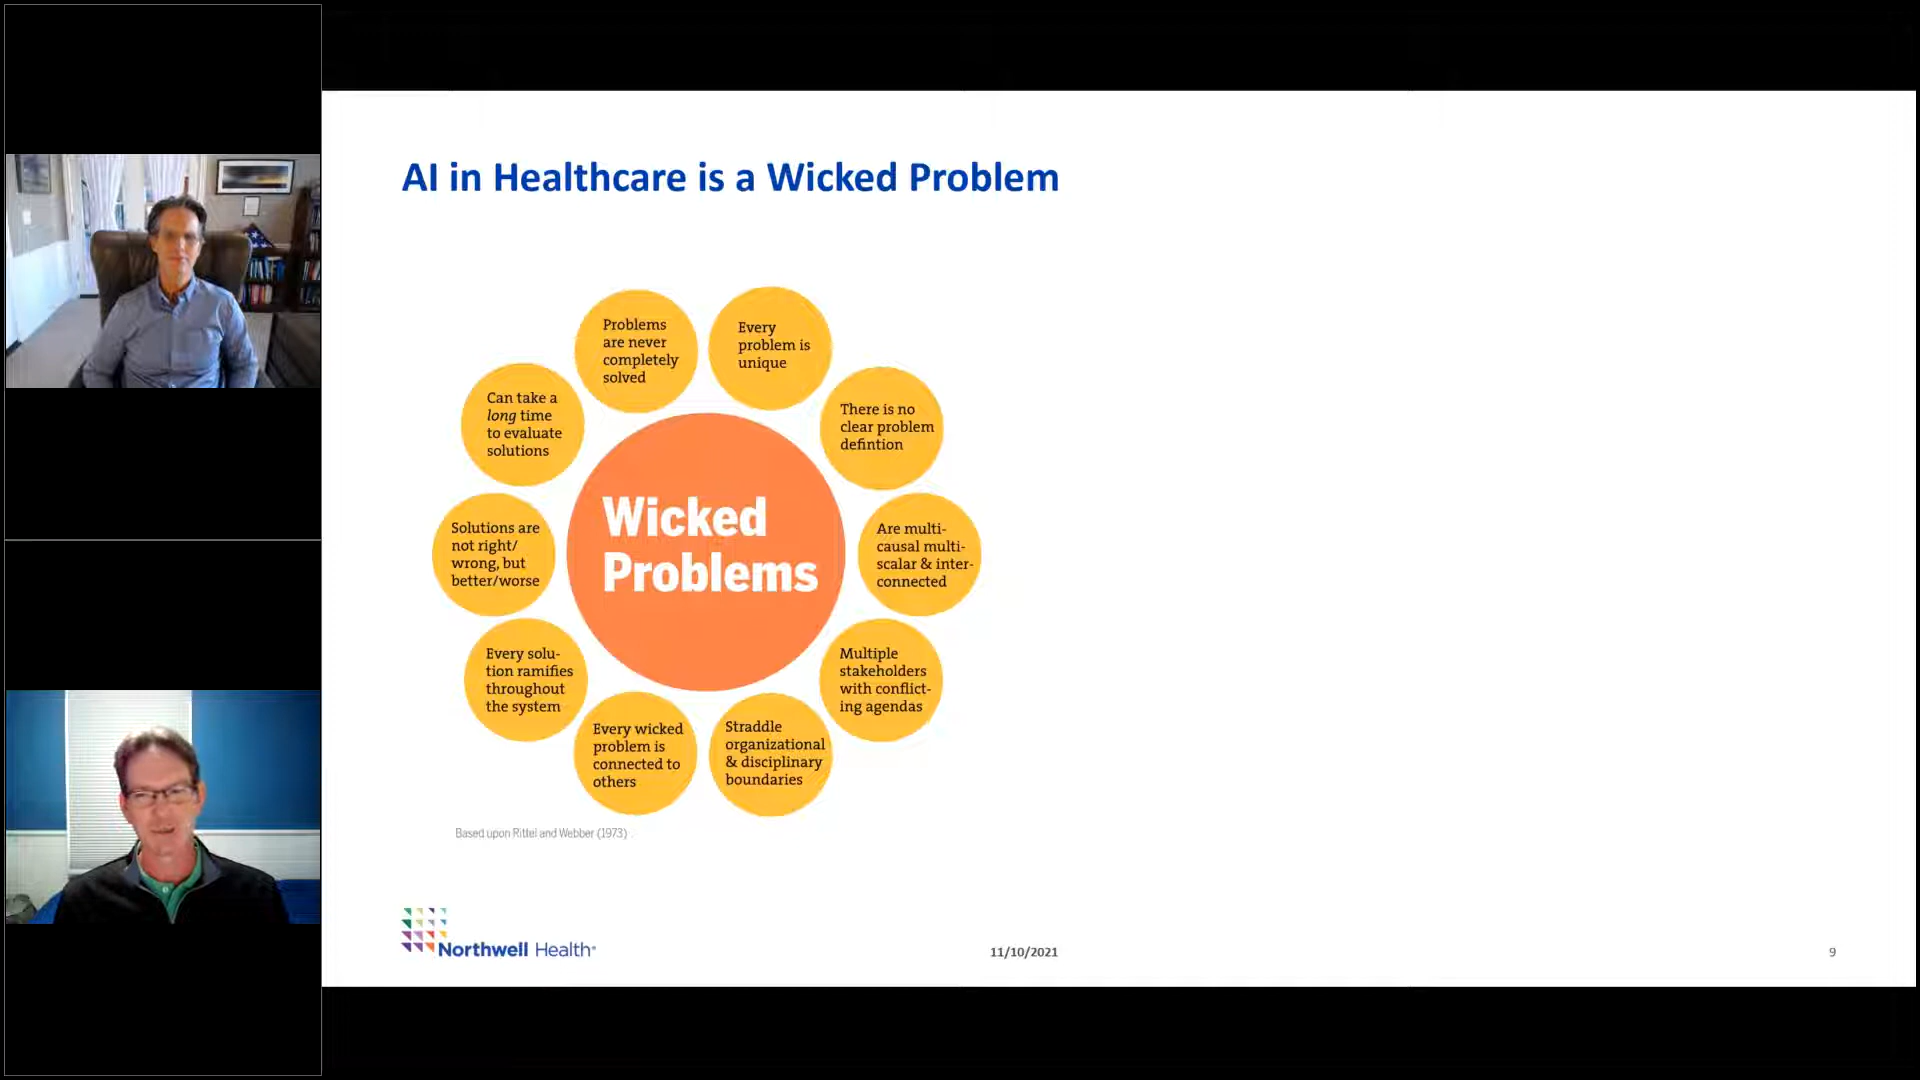 AI in Healthcare is a Wicked Problem
Problems
are never
completely
solved
Every
problem is
unique
There is no
clear problem
defintion
Are multi-
causal multi-
scalar & inter-
connected
Multiple
stakeholders
with conflict-
ing agendas
Straddle
organizational
& disciplinary
boundaries
Every wicked
problem is
connected to
others
Every solu-
tion ramifies
throughout
the system
Solutions are
not right/
wrong, but
better/worse
Can take a
long time
to evaluate
solutions
Wicked
Problems
Based upon Rittel and Webber (1973)
Northwell Health®
11/10/2021
9